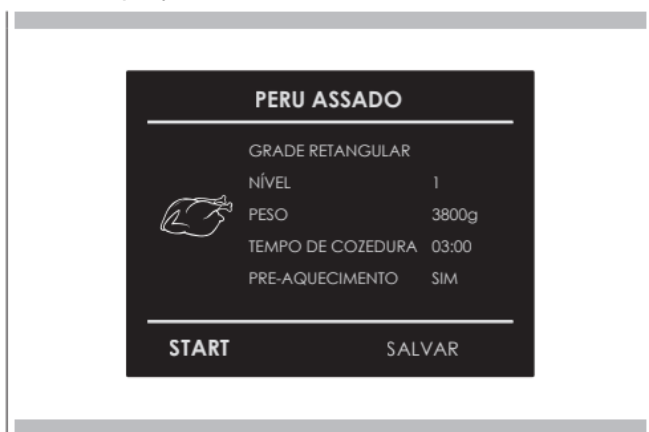 PERU ASSADO
GRADE RETANGULAR
NÍVEL 1
PESO 3800g
TEMPO DE COZEDURA 03:00
PRE-AQUECIMENTO SIM
START SALVAR